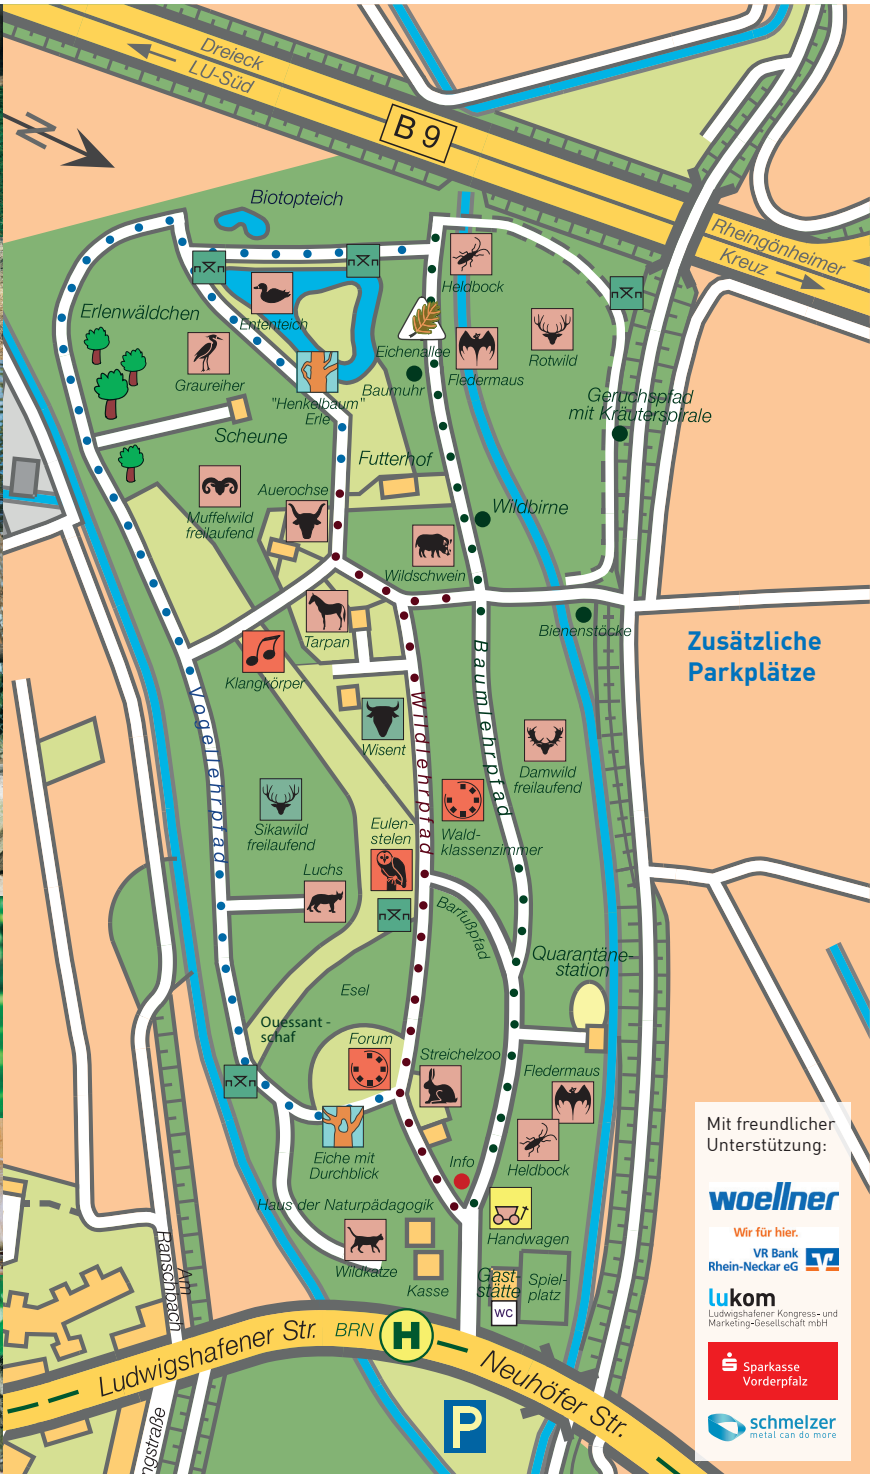 Dreieck
LU-Süd
B 9
N
Rheingönheimer
Kreuz
Biotopteich
Heldbock
Erlenwäldchen
Ententeich
Eichenallee
Fledermaus
Rotwild
Graureiher
"Henkelbaum"
Erle
Baumuhr
Geruchspfad
mit Kräuterspirale
Scheune
Futterhof
Auerochse
Muffelwild
freilaufend
Wildbirne
Wildschwein
Tarpan
Bienenstöcke
Zusätzliche
Parkplätze
Klangkörper
Vogellehrpfad
Wildlehrpfad
Baumlehrpfad
Wisent
Damwild
freilaufend
Sikawild
freilaufend
Eulen-
stelen
Wald-
klassenzimmer
Luchs
Barfußpfad
Quarantäne-
station
Esel
Ouessant -
schaf
Forum
Streichelzoo
Fledermaus
Eiche mit
Durchblick
Info
Heldbock
Haus der Naturpädagogik
Handwagen
Wildkatze
Kasse
Gast-
stätte
Spiel-
platz
WC
Am
Ranschbach
Ludwigshafener Str.
BRN
H
Neuhöfer Str.
P
ngstraße
Mit freundlicher
Unterstützung:
woellner
Wir für hier.
VR Bank
Rhein-Neckar eG
lukom
Ludwigshafener Kongress- und
Marketing-Gesellschaft mbH
Sparkasse
Vorderpfalz
schmelzer
metal can do more